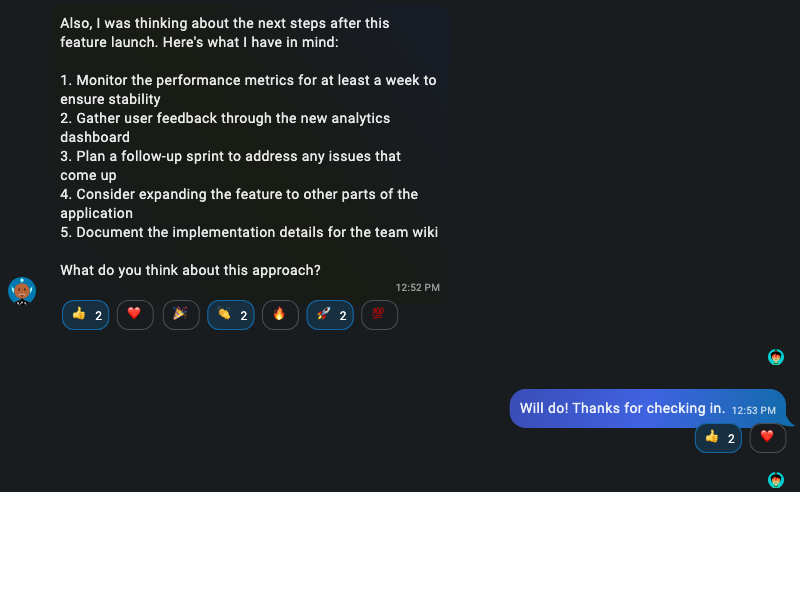 Also, I was thinking about the next steps after this
feature launch. Here's what I have in mind:
1. Monitor the performance metrics for at least a week to
ensure stability
2. Gather user feedback through the new analytics
dashboard
3. Plan a follow-up sprint to address any issues that
come up
4. Consider expanding the feature to other parts of the
application
5. Document the implementation details for the team wiki
What do you think about this approach?
12:52 PM
👍 2 ❤️ 🎉 👏 2 🔥 🚀 2 💯
Will do! Thanks for checking in. 12:53 PM
👍 2 ❤️